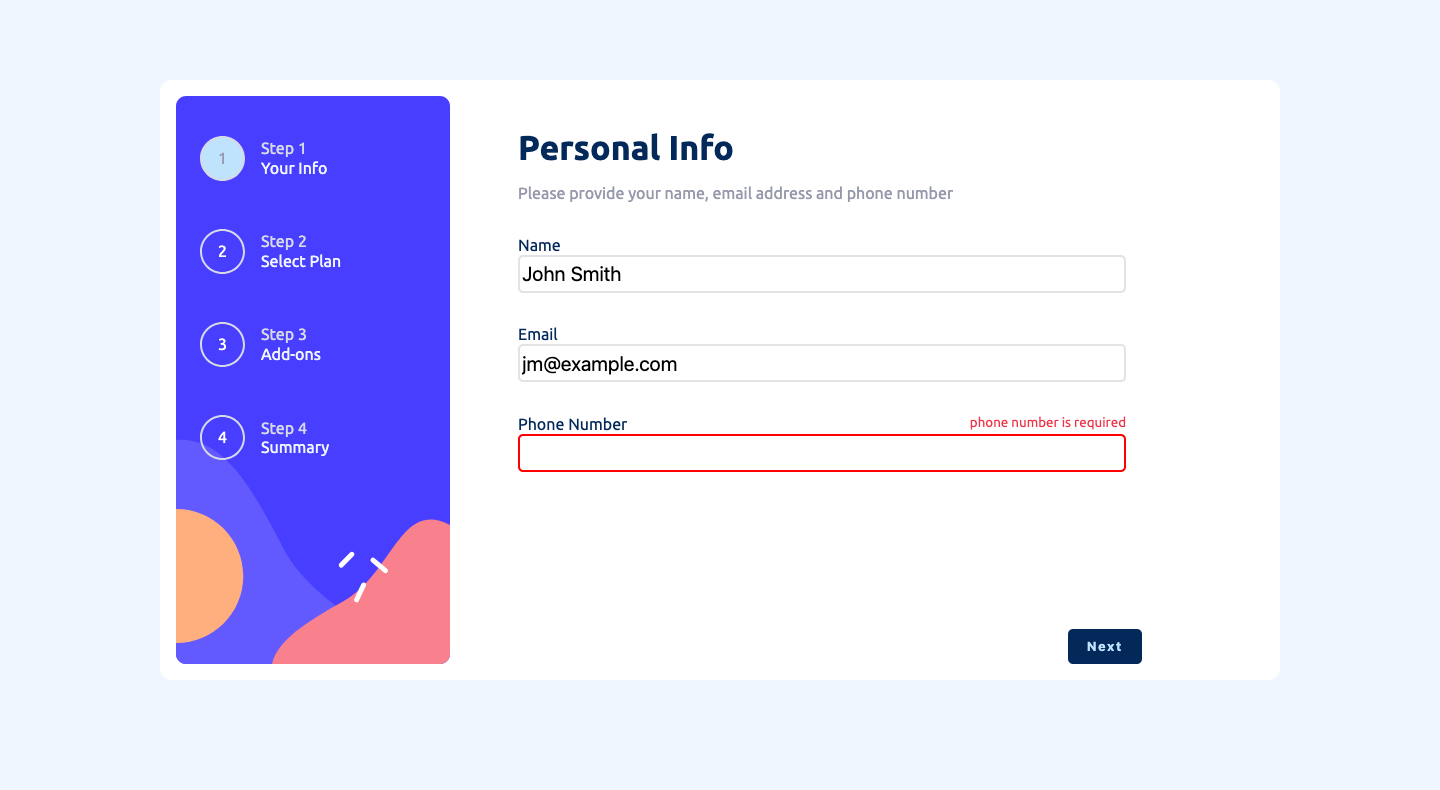 1
Step 1
Your Info
2
Step 2
Select Plan
3
Step 3
Add-ons
4
Step 4
Summary
Personal Info
Please provide your name, email address and phone number
Name
John Smith
Email
jm@example.com
Phone Number
phone number is required
Next